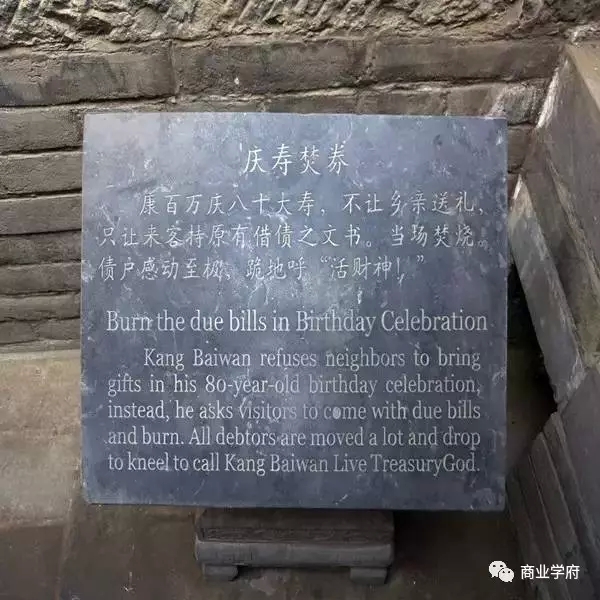 庆寿焚券
康百万庆八十大寿，不让乡亲送礼、
只让来客持原有借债之文书。当场焚烧。
债户感动至极，跪地呼“活财神！”
Burn the due bills in Birthday Celebration
Kang Baiwan refuses neighbors to bring
gifts in his 80-year-old birthday celebration,
instead, he asks visitors to come with due bills
and burn. All debtors are moved a lot and drop
to kneel to call Kang Baiwan Live TreasuryGod.
商业学府